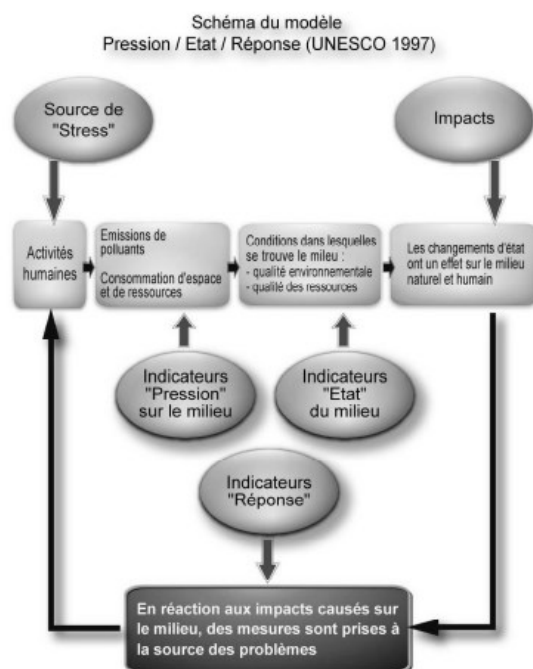 Schéma du modèle
Pression / Etat / Réponse (UNESCO 1997)
Source de
"Stress"
Impacts
Activités
humaines
Emissions de
polluants
Consommation d'espace
et de ressources
Conditions dans lesquelles
se trouve le milieu :
- qualité environnementale
- qualité des ressources
Les changements d'état
ont un effet sur le milieu
naturel et humain
Indicateurs
"Pression"
sur le milieu
Indicateurs
"Etat"
du milieu
Indicateurs
"Réponse"
En réaction aux impacts causés sur
le milieu, des mesures sont prises à
la source des problèmes